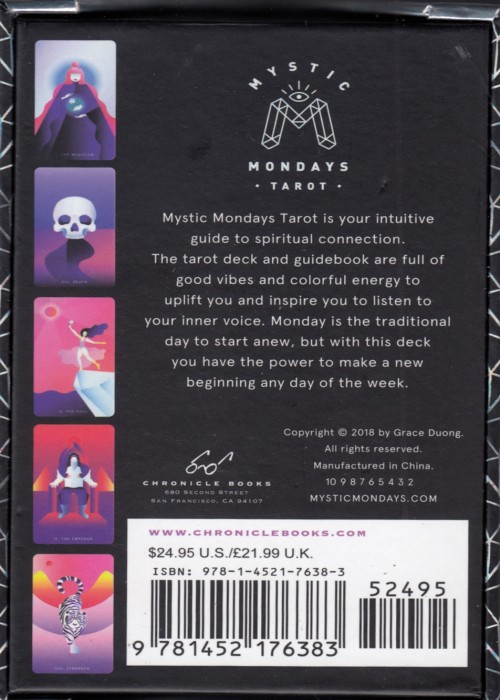 MYSTIC
M
MONDAYS
• TAROT •
Mystic Mondays Tarot is your intuitive
guide to spiritual connection.
The tarot deck and guidebook are full of
good vibes and colorful energy to
uplift you and inspire you to listen to
your inner voice. Monday is the traditional
day to start anew, but with this deck
you have the power to make a new
beginning any day of the week.
Copyright © 2018 by Grace Duong.
All rights reserved.
Manufactured in China.
10 9 8 7 6 5 4 3 2
MYSTICMONDAYS.COM
CHRONICLE BOOKS
680 SECOND STREET
SAN FRANCISCO, CA 94107
WWW.CHRONICLEBOOKS.COM
$24.95 U.S./£21.99 U.K.
ISBN: 978-1-4521-7638-3
52495
9 781452 176383